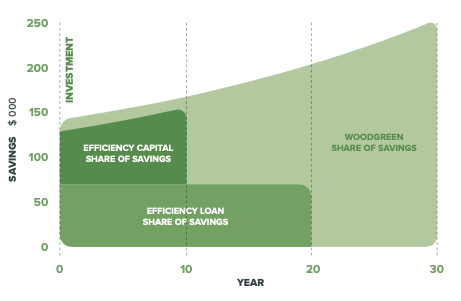 250
200
150
100
50
0
SAVINGS $ 000
INVESTMENT
EFFICIENCY CAPITAL
SHARE OF SAVINGS
WOODGREEN
SHARE OF SAVINGS
EFFICIENCY LOAN
SHARE OF SAVINGS
0 10 20 30
YEAR